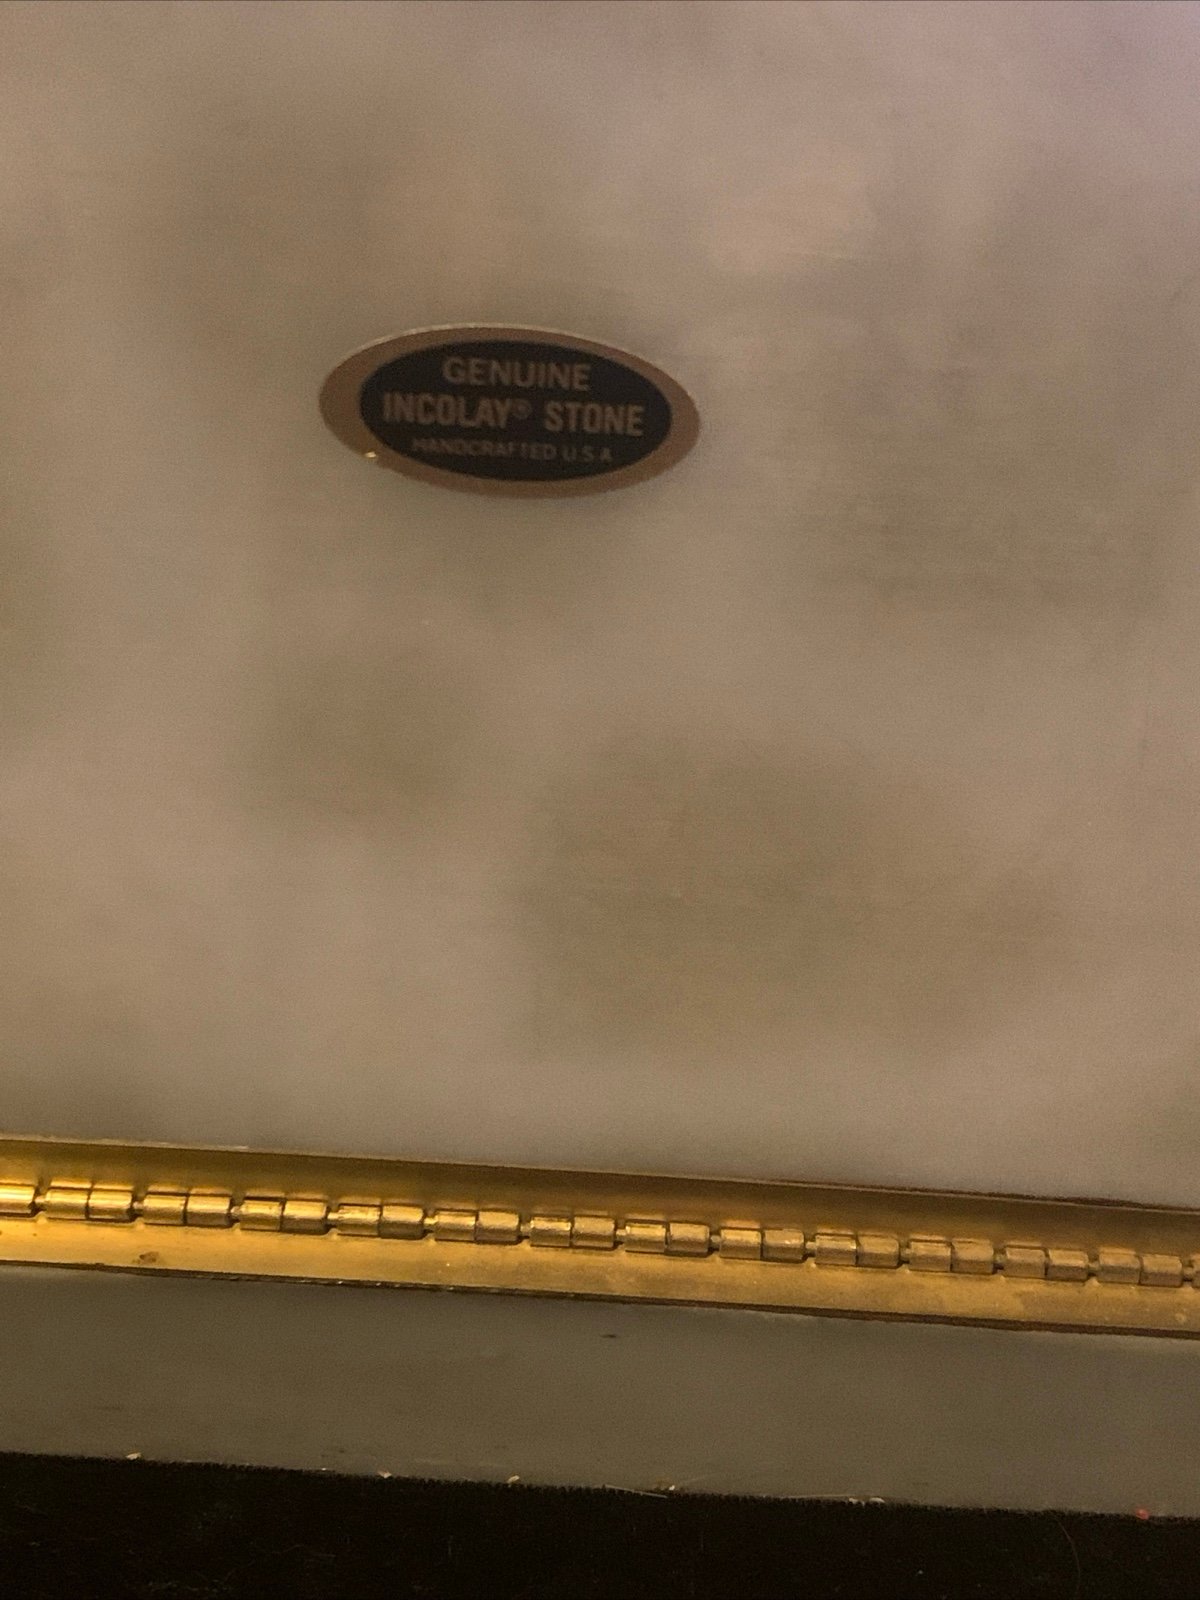 GENUINE
INCOLAY® STONE
HANDCRAFTED U.S.A